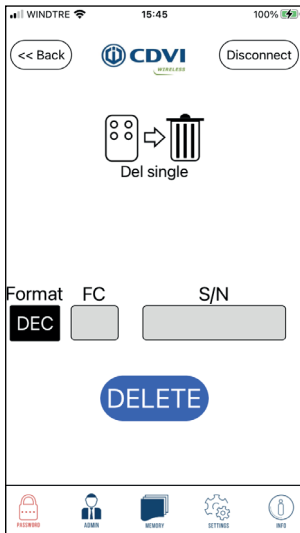 WINDTRE 15:45 100%
<< Back CDVI WIRELESS Disconnect
Del single
Format FC S/N
DEC
DELETE
PASSWORD ADMIN MEMORY SETTINGS INFO